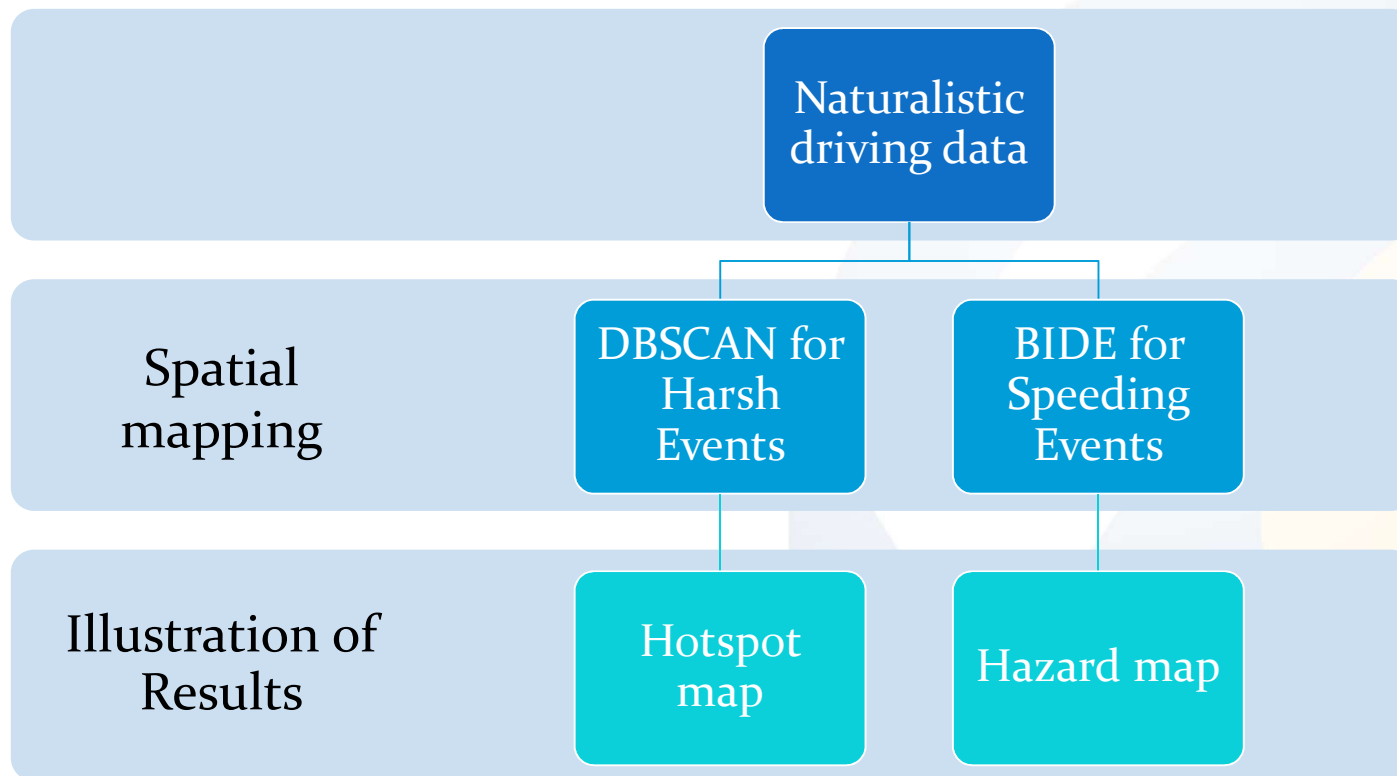 Naturalistic
driving data
Spatial
mapping
DBSCAN for
Harsh
Events
BIDE for
Speeding
Events
Illustration of
Results
Hotspot
map
Hazard map